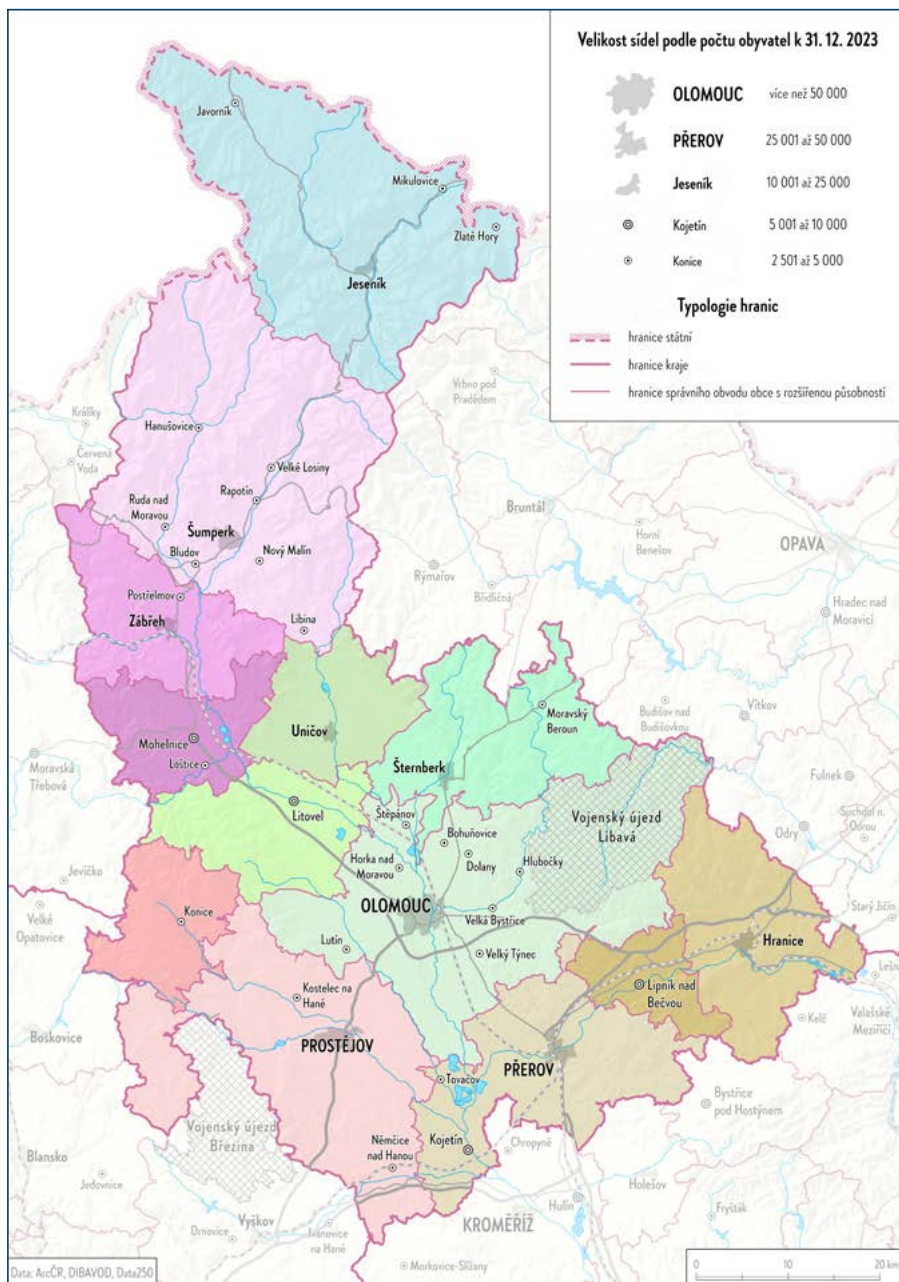 Velikost sídel podle počtu obyvatel k 31. 12. 2023
OLOMOUC více než 50 000
PŘEROV 25 001 až 50 000
Jeseník 10 001 až 25 000
Kojetín 5 001 až 10 000
Konice 2 501 až 5 000
Typologie hranic
hranice státní
hranice kraje
hranice správního obvodu obce s rozšířenou působností
Javorník
Mikulovice
Zlaté Hory
Jeseník
Vrbno pod
Pradědem
Králíky
Hanušovice
Červená
Voda
Velké Losiny
Rapotín
Ruda nad
Moravou
Bruntál
Šumperk
Horní
Benešov
OPAVA
Bludov
Nový Malín
Rýmařov
Břidličná
Postřelmov
Hradec nad
Moravicí
Zábřeh
Libina
Moravský
Beroun
Budišov nad
Budišovkou
Vítkov
Uničov
Mohelnice
Loštice
Moravská
Třebová
Šternberk
Fulnek
Litovel
Štěpánov
Vojenský újezd
Libavá
Suchdol n.
Odrou
Odry
Bohuňovice
Dolany
Horka nad
Moravou
Hlubočky
Jevíčko
Velké
Opatovice
Konice
OLOMOUC
Velká Bystřice
Starý Jičín
Hranice
Lutín
Velký Týnec
Lešná
Kostelec na
Hané
Lipník nad
Bečvou
Kelč
Valašské
Meziříčí
Boskovice
PROSTĚJOV
PŘEROV
Tovačov
Bystřice
pod Hostýnem
Vojenský újezd
Březina
Němčice
nad Hanou
Kojetín
Chropyně
Blansko
Jedovnice
Holešov
Hulín
Fryšták
Vyškov
Drnovice
Ivanovice
na Hané
KROMĚŘÍŽ
Morkovice-Slížany
Data: ArcČR, DIBAVOD, Data250
0 10 20 km